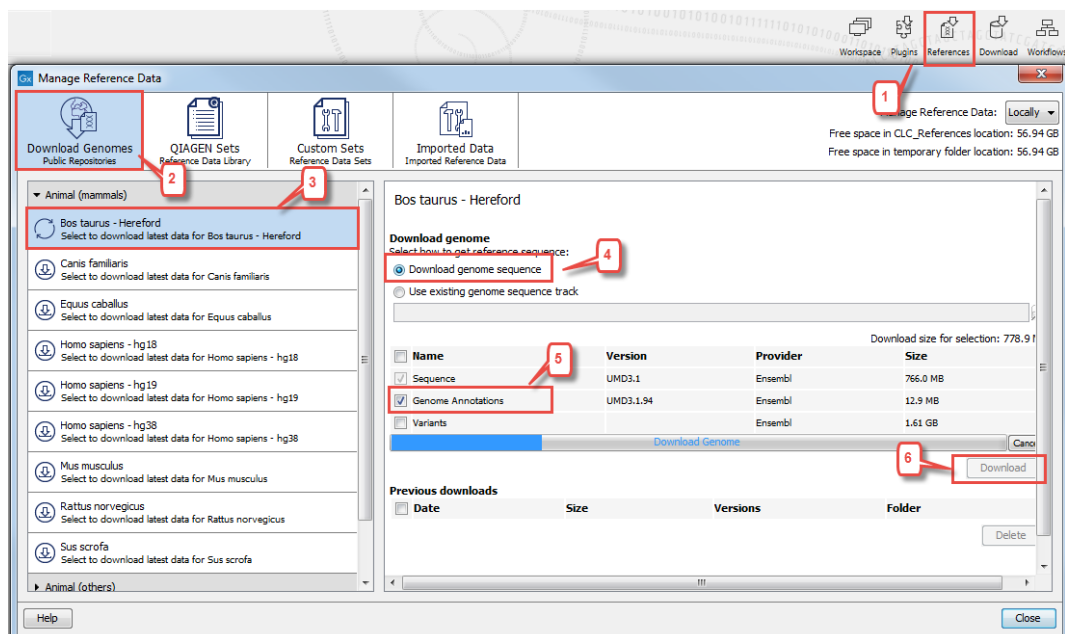 Workspace Plugins References Download Workflows
1
Gx Manage Reference Data
Download Genomes
Public Repositories
QIAGEN Sets
Reference Data Library
Custom Sets
Reference Data Sets
Imported Data
Imported Reference Data
Manage Reference Data: Locally
Free space in CLC_References location: 56.94 GB
Free space in temporary folder location: 56.94 GB
2
3
Animal (mammals)
Bos taurus - Hereford
Select to download latest data for Bos taurus - Hereford
Canis familiaris
Select to download latest data for Canis familiaris
Equus caballus
Select to download latest data for Equus caballus
Homo sapiens - hg18
Select to download latest data for Homo sapiens - hg18
Homo sapiens - hg19
Select to download latest data for Homo sapiens - hg19
Homo sapiens - hg38
Select to download latest data for Homo sapiens - hg38
Mus musculus
Select to download latest data for Mus musculus
Rattus norvegicus
Select to download latest data for Rattus norvegicus
Sus scrofa
Select to download latest data for Sus scrofa
Animal (others)
Bos taurus - Hereford
Download genome
Select how to get reference sequence:
4
Download genome sequence
Use existing genome sequence track
Download size for selection: 778.9
5
Name Version Provider Size
Sequence UMD3.1 Ensembl 766.0 MB
Genome Annotations UMD3.1.94 Ensembl 12.9 MB
Variants Ensembl 1.61 GB
Download Genome Canc
6
Download
Previous downloads
Date Size Versions Folder
Delete
Help Close